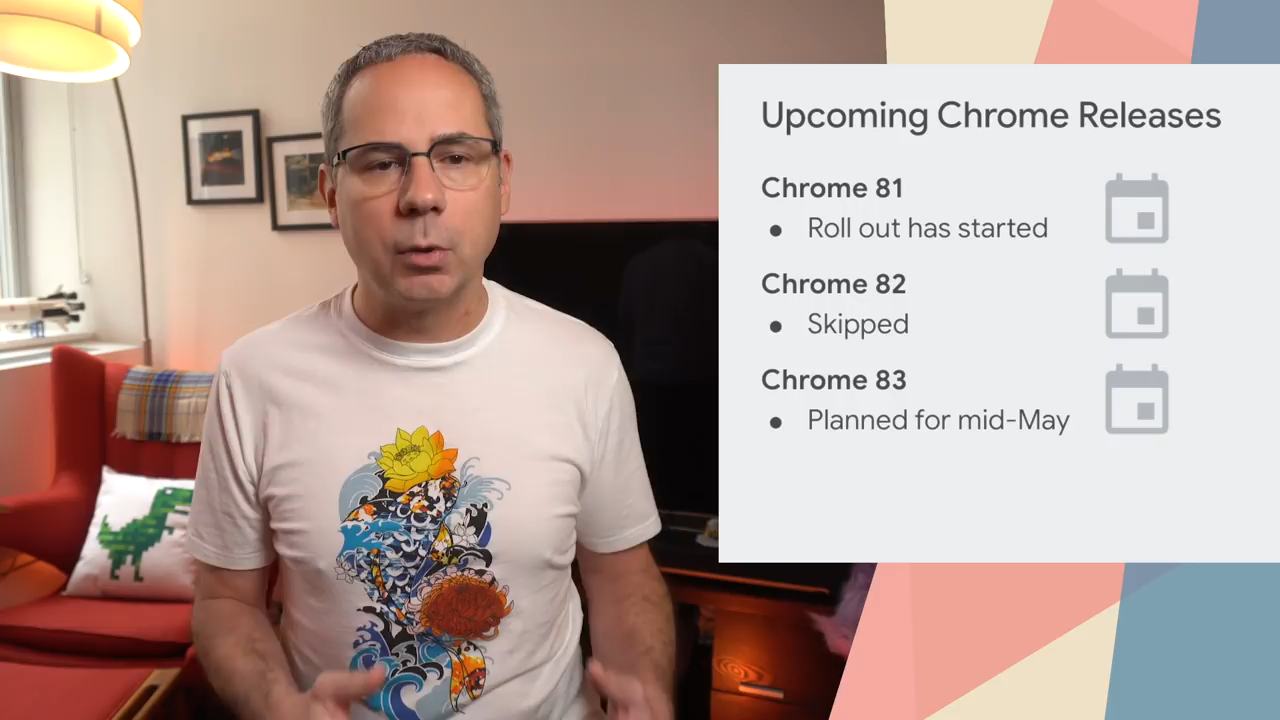 Upcoming Chrome Releases
Chrome 81
● Roll out has started
Chrome 82
● Skipped
Chrome 83
● Planned for mid-May